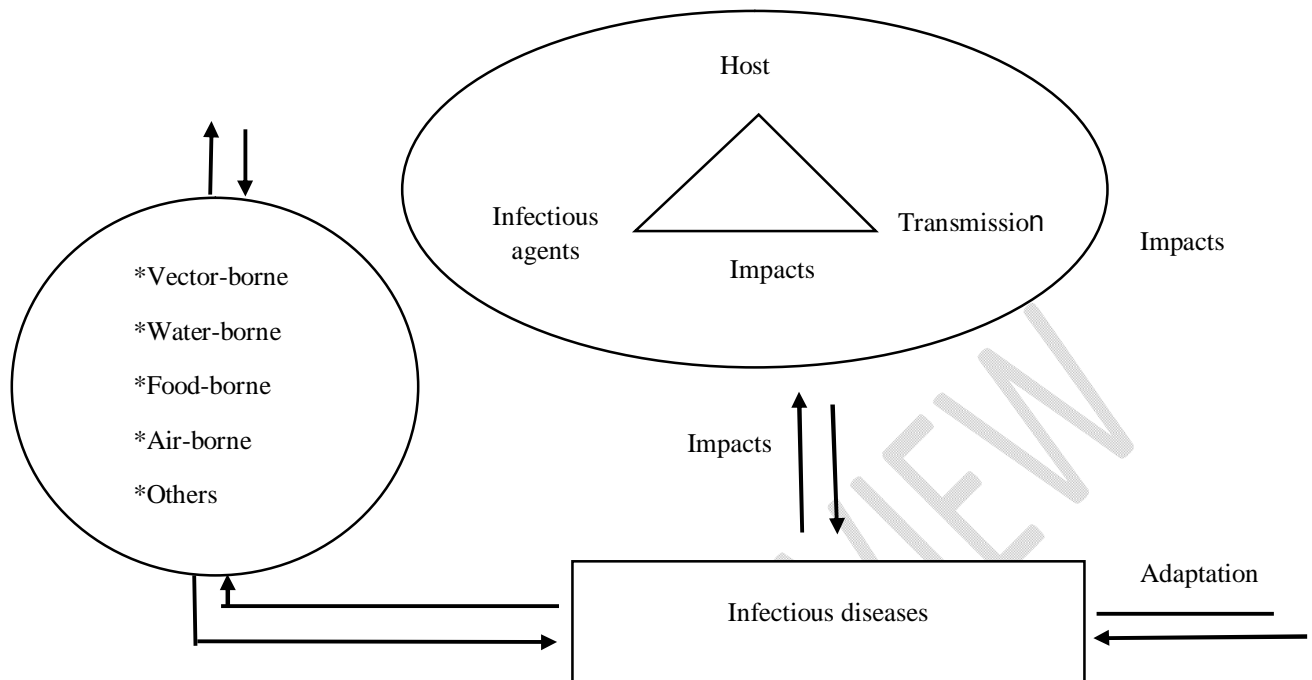 Host
Infectious
agents
Transmission
Impacts
Impacts
*Vector-borne
*Water-borne
*Food-borne
*Air-borne
*Others
Impacts
Adaptation
Infectious diseases
VIEW